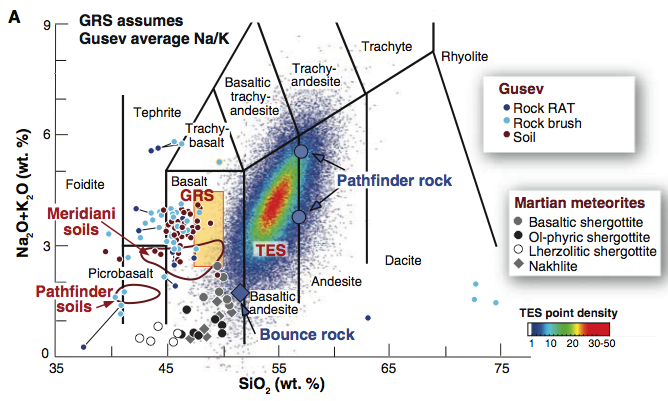 A
GRS assumes
Gusev average Na/K
9
6
3
0
Na2O+K2O (wt. %)
35
45
55
65
75
SiO2 (wt. %)
Foidite
Tephrite
Trachy-
basalt
Basaltic
trachy-
andesite
Trachy-
andesite
Trachyte
Rhyolite
Basalt
GRS
Meridiani
soils
Picrobasalt
Pathfinder
soils
TES
Basaltic
andesite
Andesite
Dacite
Pathfinder rock
Bounce rock
Gusev
Rock RAT
Rock brush
Soil
Martian meteorites
Basaltic shergottite
Ol-phyric shergottite
Lherzolitic shergottite
Nakhlite
TES point density
1 10 20 30-50